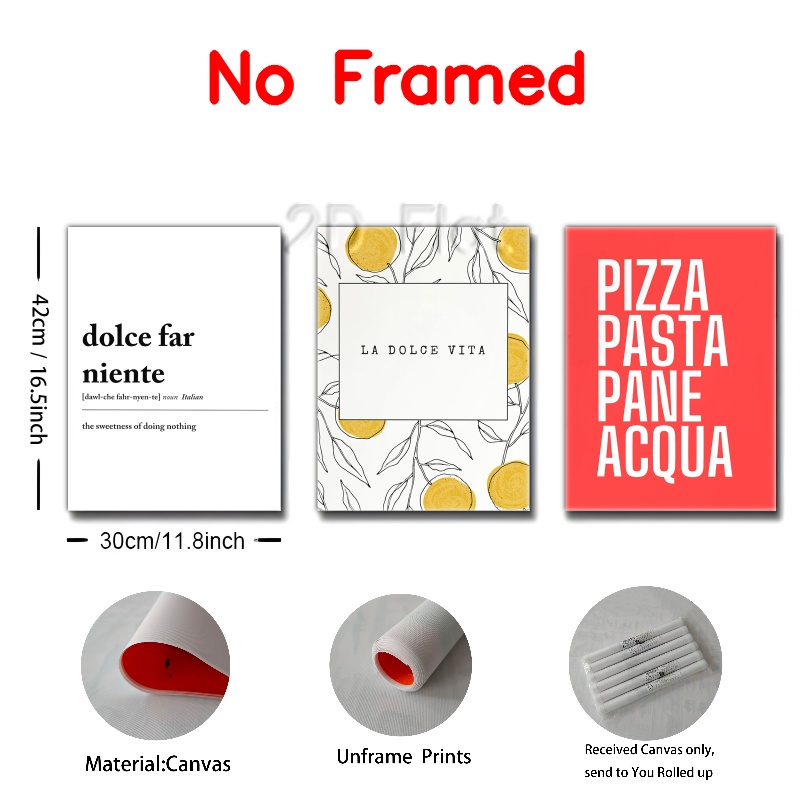 No Framed
2D Flat
dolce far
niente
[dawl-che fahr-nyen-te] noun Italian
the sweetness of doing nothing
LA DOLCE VITA
PIZZA
PASTA
PANE
ACQUA
42cm / 16.5inch
30cm/11.8inch
Material:Canvas
Unframe Prints
Received Canvas only,
send to You Rolled up